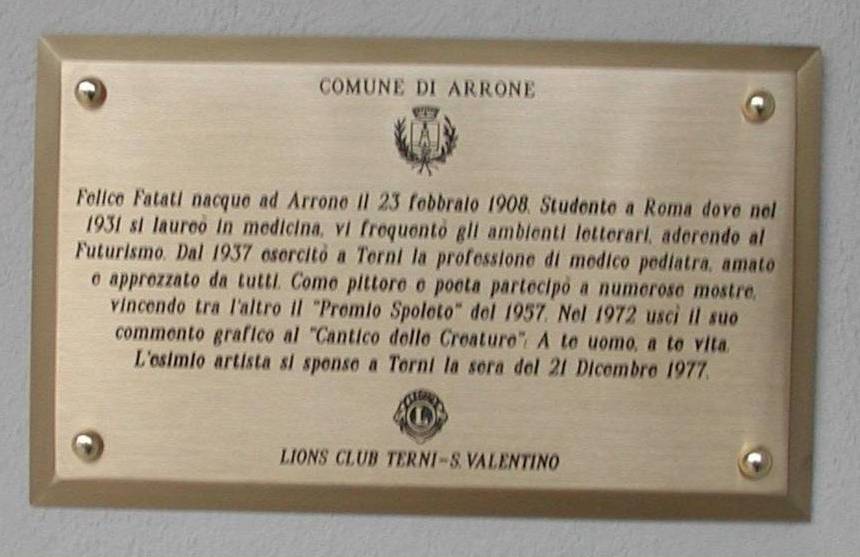 COMUNE DI ARRONE
Felice Fatati nacque ad Arrone il 23 febbraio 1908. Studente a Roma dove nel
1931 si laureò in medicina, vi frequentò gli ambienti letterari, aderendo al
Futurismo. Dal 1937 esercitò a Terni la professione di medico pediatra, amato
e apprezzato da tutti. Come pittore e poeta partecipò a numerose mostre,
vincendo tra l'altro il "Premio Spoleto" del 1957. Nel 1972 uscì il suo
commento grafico al "Cantico delle Creature": A te uomo, a te vita.
L'esimio artista si spense a Terni la sera del 21 Dicembre 1977.
LIONS
L
LIONS CLUB TERNI-S. VALENTINO